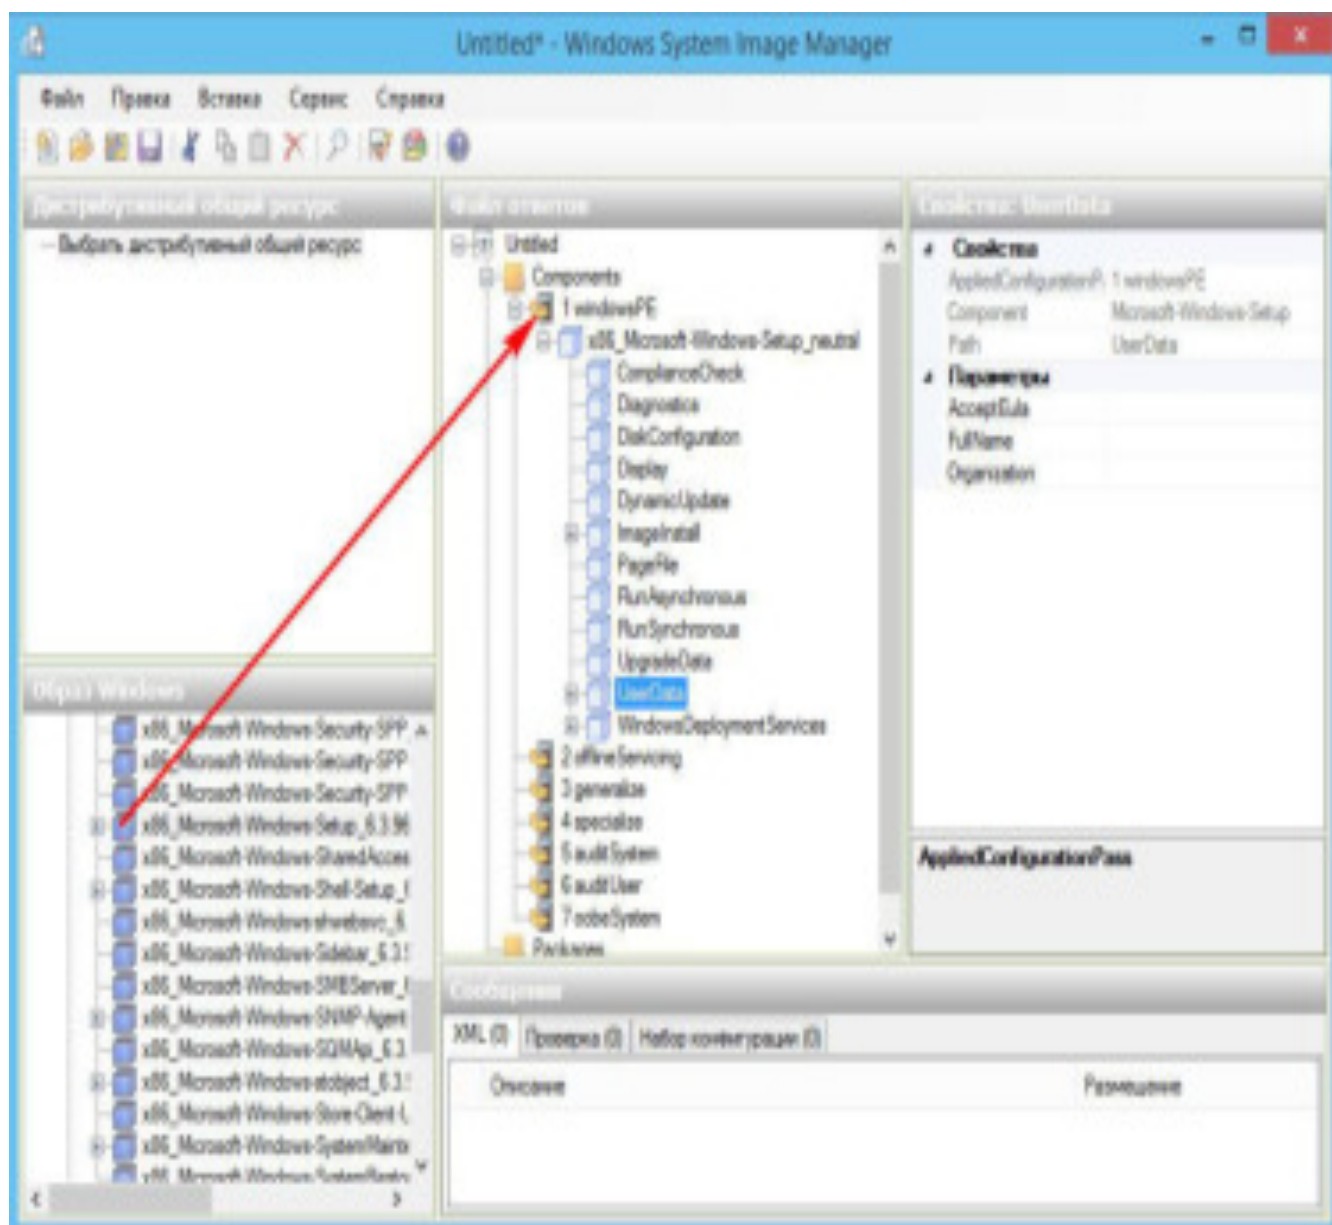 Untitled* - Windows System Image Manager
Файл Правка Вставка Сервис Справка
Дистрибутивный общий ресурс
Выбрать дистрибутивный общий ресурс
Образ Windows
x86_Microsoft-Windows-Security-SPP
x86_Microsoft-Windows-Security-SPP
x86_Microsoft-Windows-Security-SPP
x86_Microsoft-Windows-Setup_6.3.96
x86_Microsoft-Windows-SharedAcces
x86_Microsoft-Windows-Shell-Setup_
x86_Microsoft-Windows-shwebsvc_6.
x86_Microsoft-Windows-Sidebar_6.3.
x86_Microsoft-Windows-SMBServer_
x86_Microsoft-Windows-SNMP-Agent
x86_Microsoft-Windows-SQMApi_6.3
x86_Microsoft-Windows-stobject_6.3.
x86_Microsoft-Windows-Store-Client-U
x86_Microsoft-Windows-SystemMainte
x86_Microsoft-Windows-SystemResto
Файл ответов
Untitled
Components
1 windowsPE
x86_Microsoft-Windows-Setup_neutral
ComplianceCheck
Diagnostics
DiskConfiguration
Display
DynamicUpdate
ImageInstall
PageFile
RunAsynchronous
RunSynchronous
UpgradeData
UserData
WindowsDeploymentServices
2 offlineServicing
3 generalize
4 specialize
5 auditSystem
6 auditUser
7 oobeSystem
Packages
Свойства: UserData
Свойства
AppliedConfigurationP 1 windowsPE
Component Microsoft-Windows-Setup
Path UserData
Параметры
AcceptEula
FullName
Organization
AppliedConfigurationPass
Сообщения
XML (0) Проверка (0) Набор конфигурации (0)
Описание Размещение